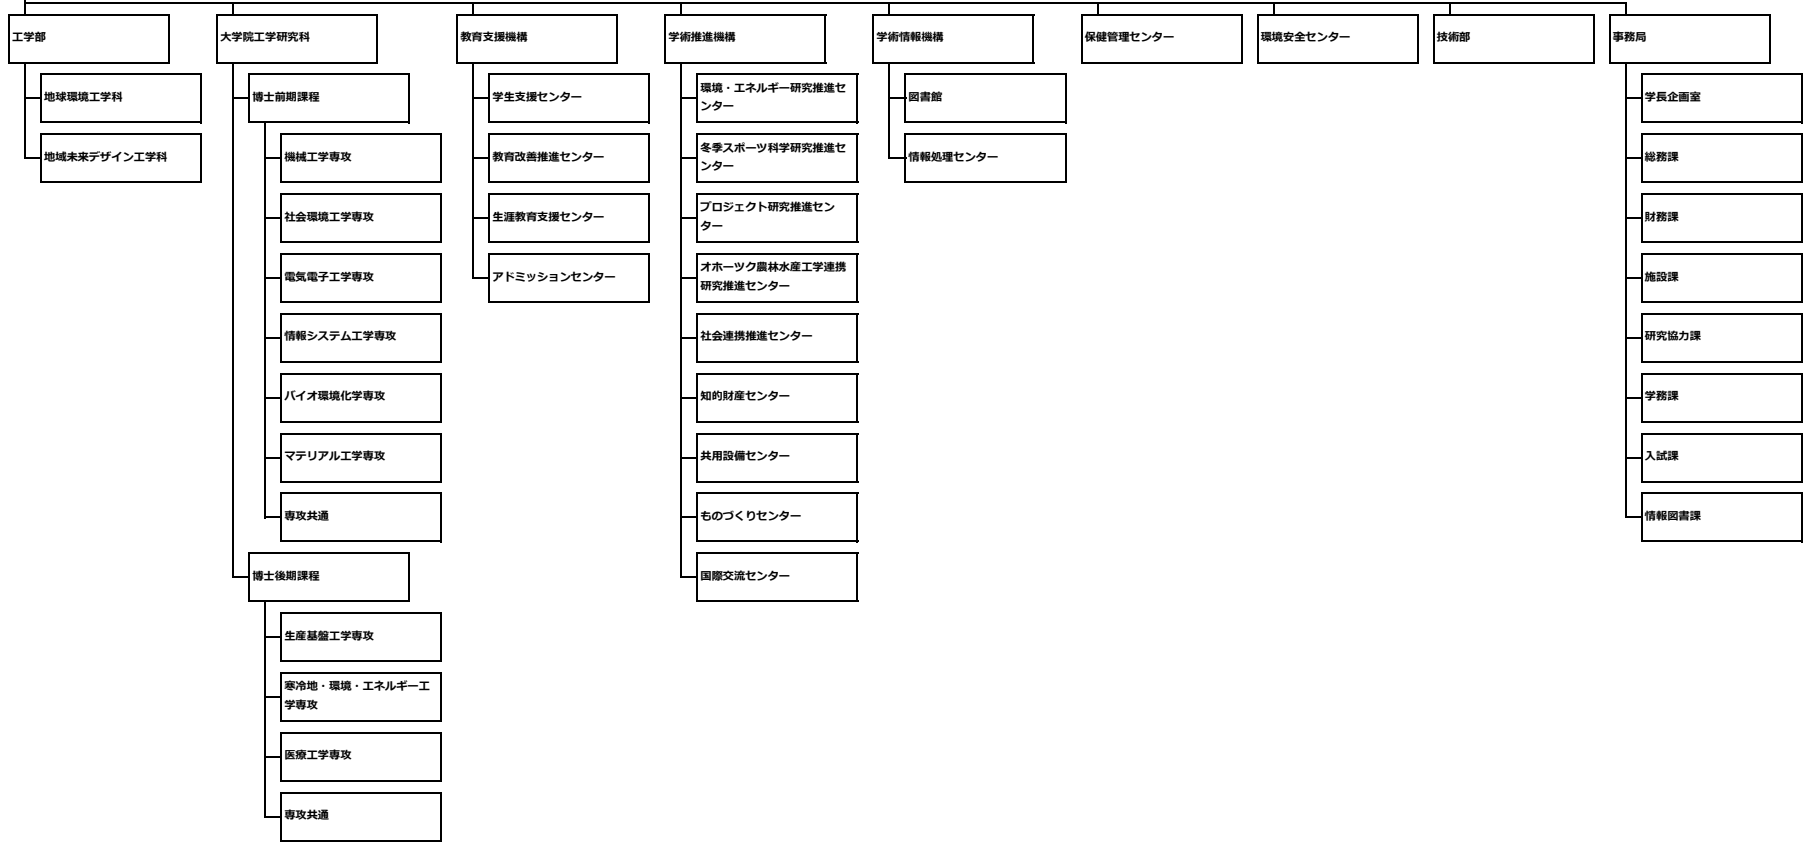 工学部
地球環境工学科
地域未来デザイン工学科
大学院工学研究科
博士前期課程
機械工学専攻
社会環境工学専攻
電気電子工学専攻
情報システム工学専攻
バイオ環境化学専攻
マテリアル工学専攻
専攻共通
博士後期課程
生産基盤工学専攻
寒冷地・環境・エネルギー工
学専攻
医療工学専攻
専攻共通
教育支援機構
学生支援センター
教育改善推進センター
生涯教育支援センター
アドミッションセンター
学術推進機構
環境・エネルギー研究推進セ
ンター
冬季スポーツ科学研究推進セ
ンター
プロジェクト研究推進セン
ター
オホーツク農林水産工学連携
研究推進センター
社会連携推進センター
知的財産センター
共用設備センター
ものづくりセンター
国際交流センター
学術情報機構
図書館
情報処理センター
保健管理センター
環境安全センター
技術部
事務局
学長企画室
総務課
財務課
施設課
研究協力課
学務課
入試課
情報図書課